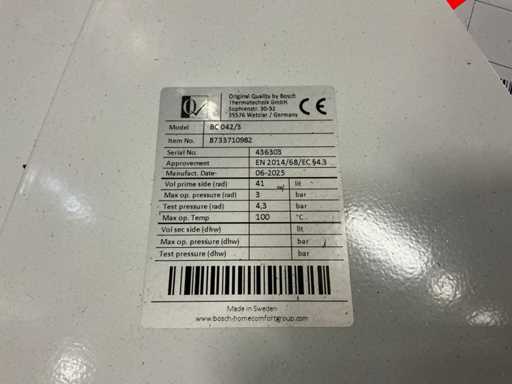 Original Quality by Bosch
Thermotechnik GmbH
Sophienstr. 30-32
35576 Wetzlar / Germany
CE
Model BC 042/3
Item No. 8733710982
Serial No. 436303
Approvement EN 2014/68/EC §4.3
Manufact. Date 06-2025
Vol prime side (rad) 41 lit
Max op. pressure (rad) 3 bar
Test pressure (rad) 4,3 bar
Max op. Temp 100 °C
Vol sec side (dhw) lit
Max op. pressure (dhw) bar
Test pressure (dhw) bar
Made in Sweden
www.bosch-homecomfortgroup.com